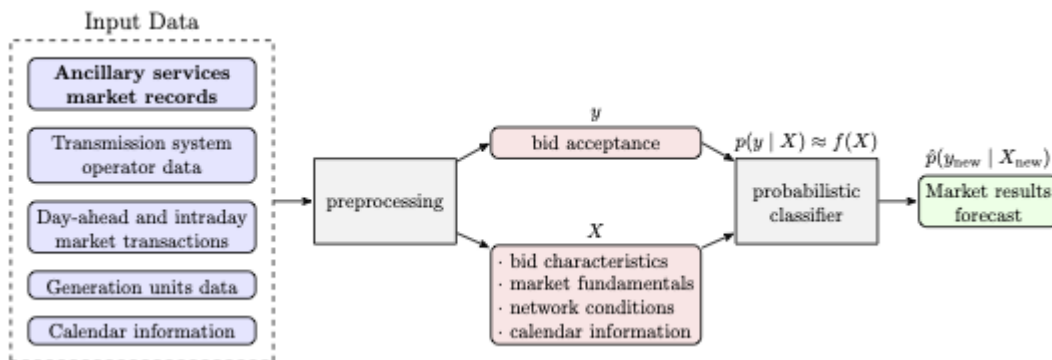 Input Data
Ancillary services
market records
Transmission system
operator data
Day-ahead and intraday
market transactions
Generation units data
Calendar information
preprocessing
y
bid acceptance
X
· bid characteristics
· market fundamentals
· network conditions
· calendar information
p(y | X) ≈ f(X)
probabilistic
classifier
p̂(y_new | X_new)
Market results
forecast